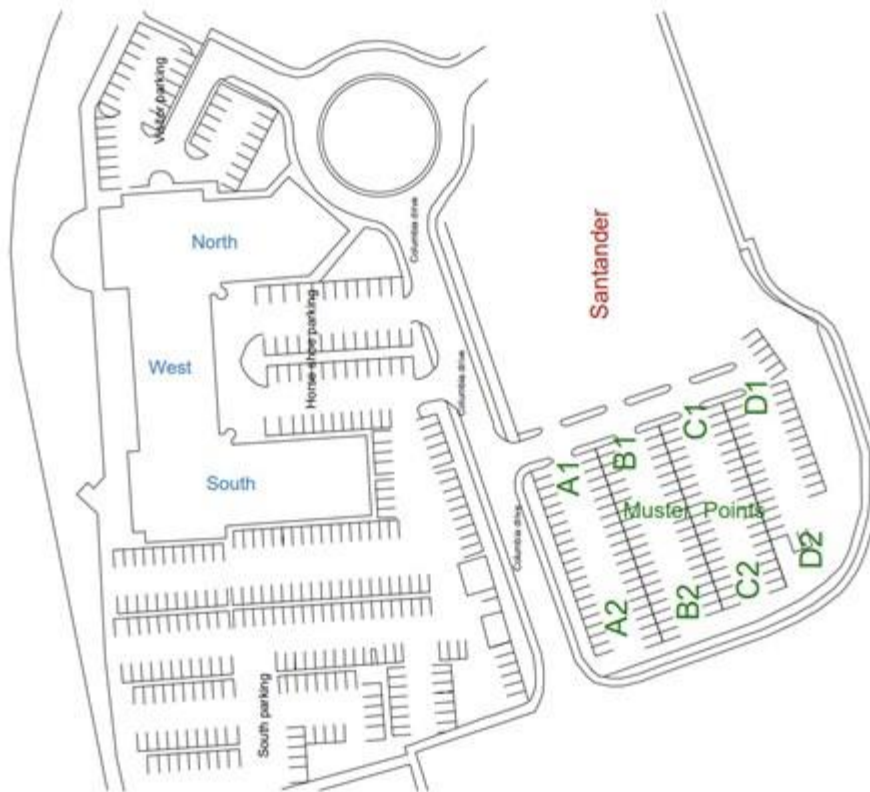 Visitor parking
North
Columbia drive
Santander
Horse shoe parking
West
Columbia drive
South
A1
B1
C1
D1
Muster Points
Columbia drive
A2
B2
C2
D2
South parking